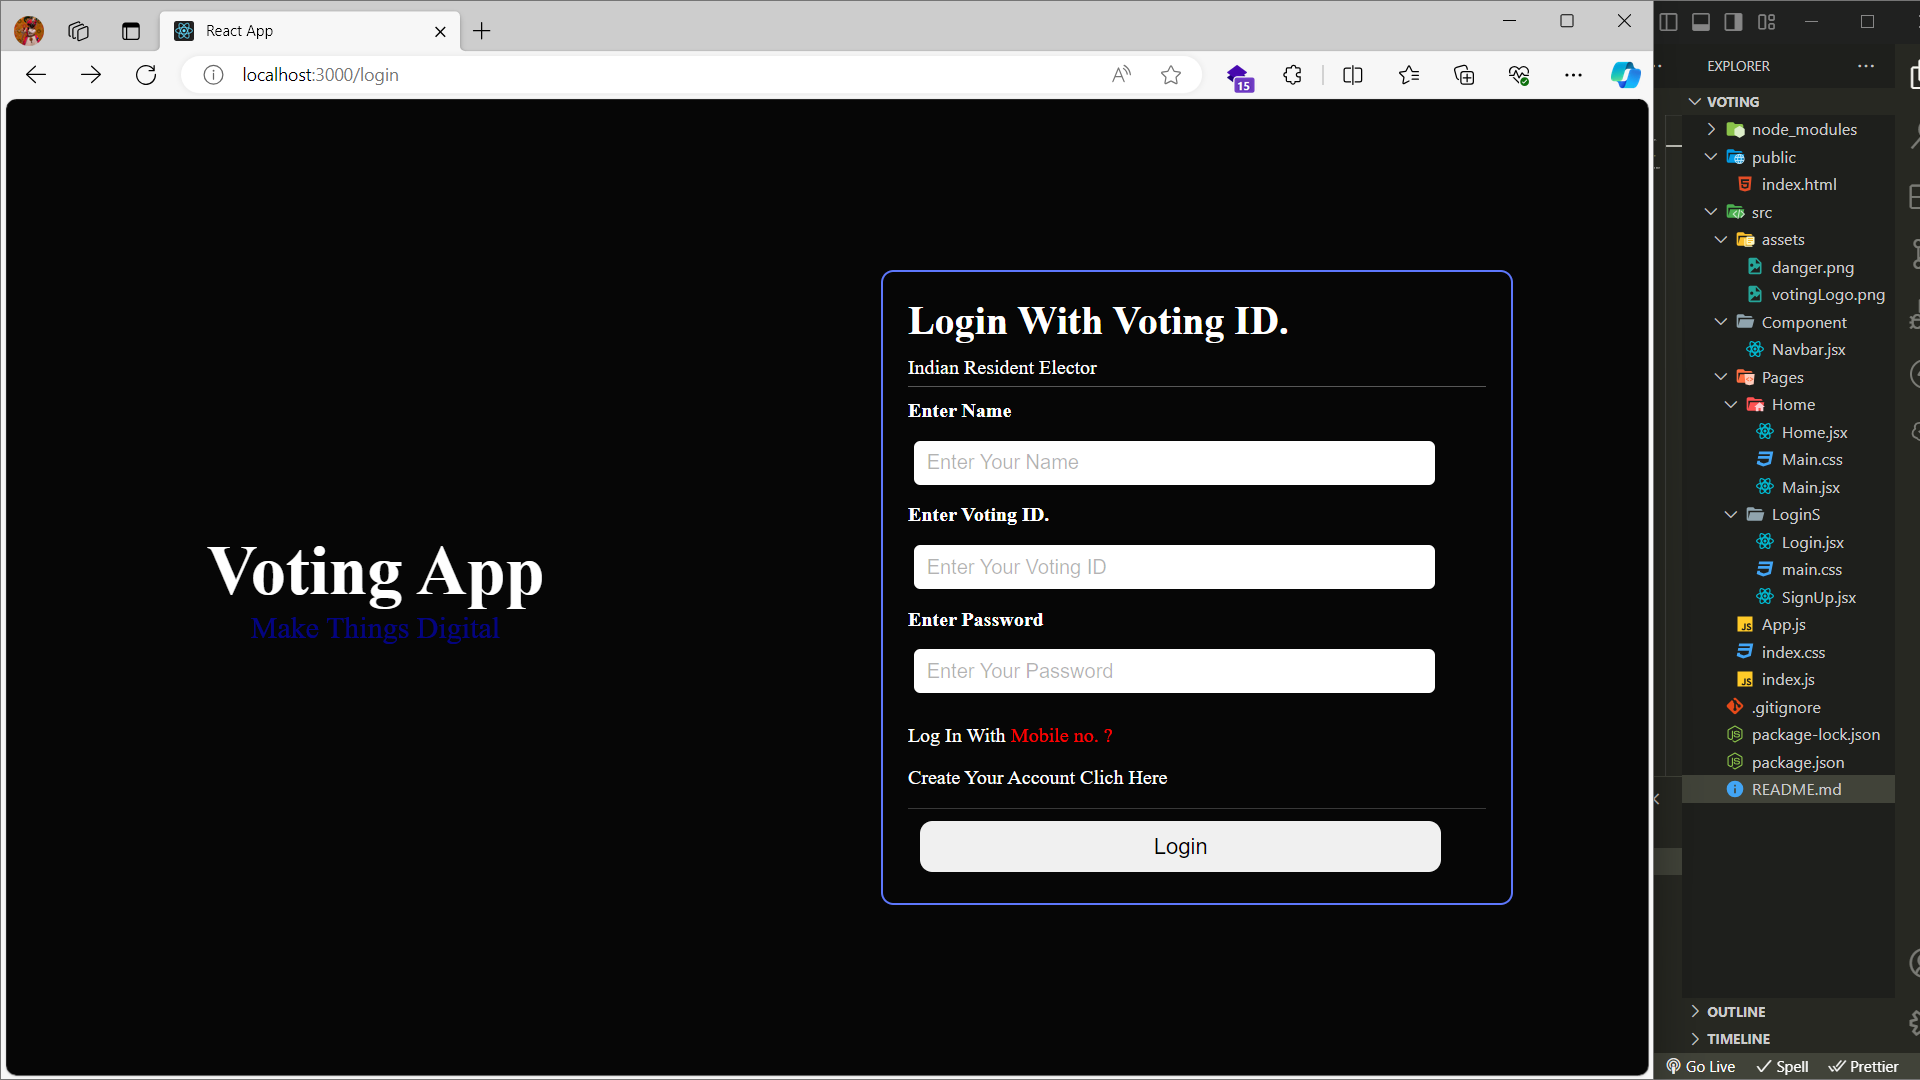 React App
localhost:3000/login
15
Login With Voting ID.
Indian Resident Elector
Enter Name
Enter Your Name
Enter Voting ID.
Enter Your Voting ID
Enter Password
Enter Your Password
Log In With Mobile no. ?
Create Your Account Clich Here
Login
Voting App
Make Things Digital
EXPLORER
VOTING
node_modules
public
index.html
src
assets
danger.png
votingLogo.png
Component
Navbar.jsx
Pages
Home
Home.jsx
Main.css
Main.jsx
LoginS
Login.jsx
main.css
SignUp.jsx
App.js
index.css
index.js
.gitignore
package-lock.json
package.json
README.md
OUTLINE
TIMELINE
Go Live Spell Prettier